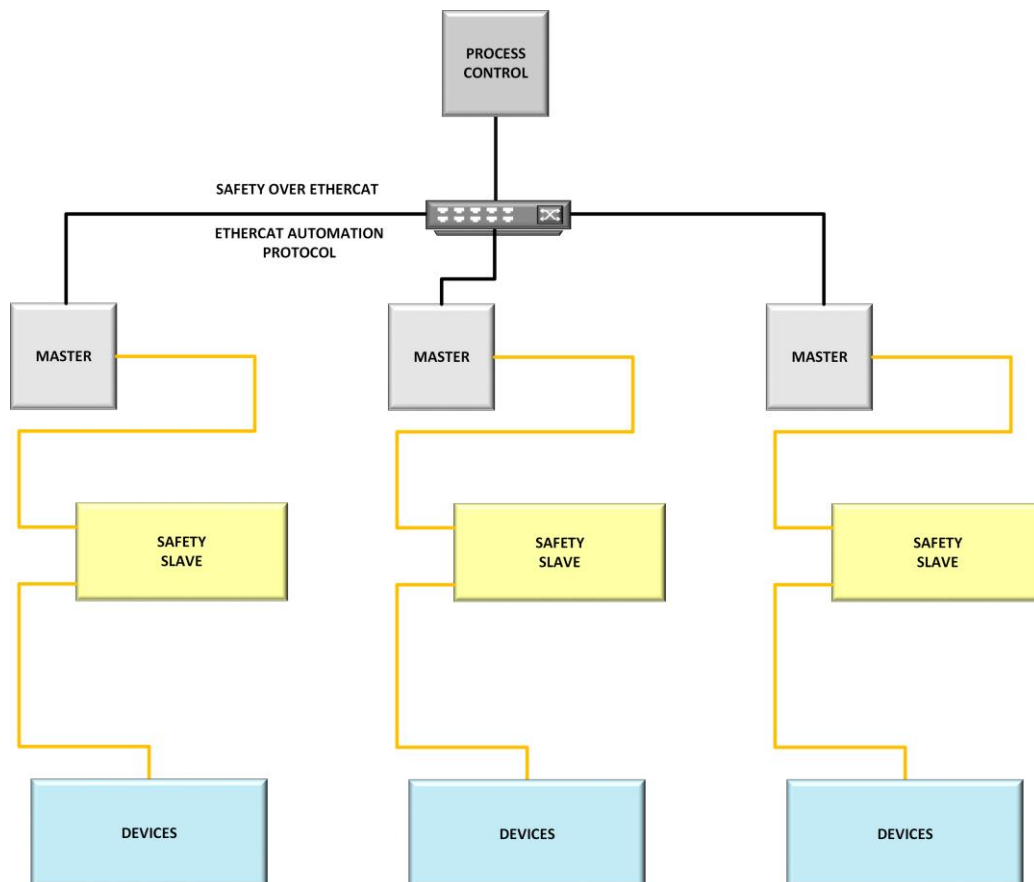 PROCESS
CONTROL
SAFETY OVER ETHERCAT
ETHERCAT AUTOMATION
PROTOCOL
MASTER
MASTER
MASTER
SAFETY
SLAVE
SAFETY
SLAVE
SAFETY
SLAVE
DEVICES
DEVICES
DEVICES